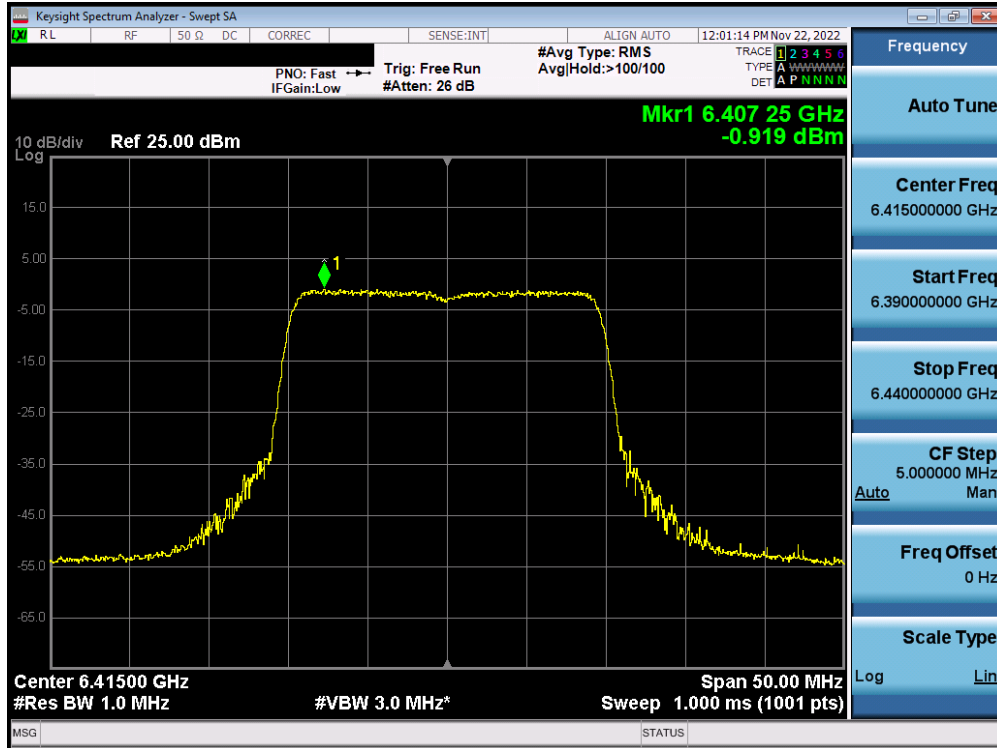 Keysight Spectrum Analyzer - Swept SA
LXI RL RF 50 Ω DC CORREC SENSE:INT ALIGN AUTO 12:01:14 PM Nov 22, 2022
PNO: Fast
IFGain:Low
Trig: Free Run
#Atten: 26 dB
#Avg Type: RMS
Avg|Hold:>100/100
TRACE 1 2 3 4 5 6
TYPE A WWWWW
DET A P N N N N
Mkr1 6.407 25 GHz
-0.919 dBm
10 dB/div Ref 25.00 dBm
Log
15.0
5.00
-5.00
-15.0
-25.0
-35.0
-45.0
-55.0
-65.0
1
Center 6.41500 GHz Span 50.00 MHz
#Res BW 1.0 MHz #VBW 3.0 MHz* Sweep 1.000 ms (1001 pts)
MSG STATUS
Frequency
Auto Tune
Center Freq
6.415000000 GHz
Start Freq
6.390000000 GHz
Stop Freq
6.440000000 GHz
CF Step
5.000000 MHz
Auto Man
Freq Offset
0 Hz
Scale Type
Log Lin